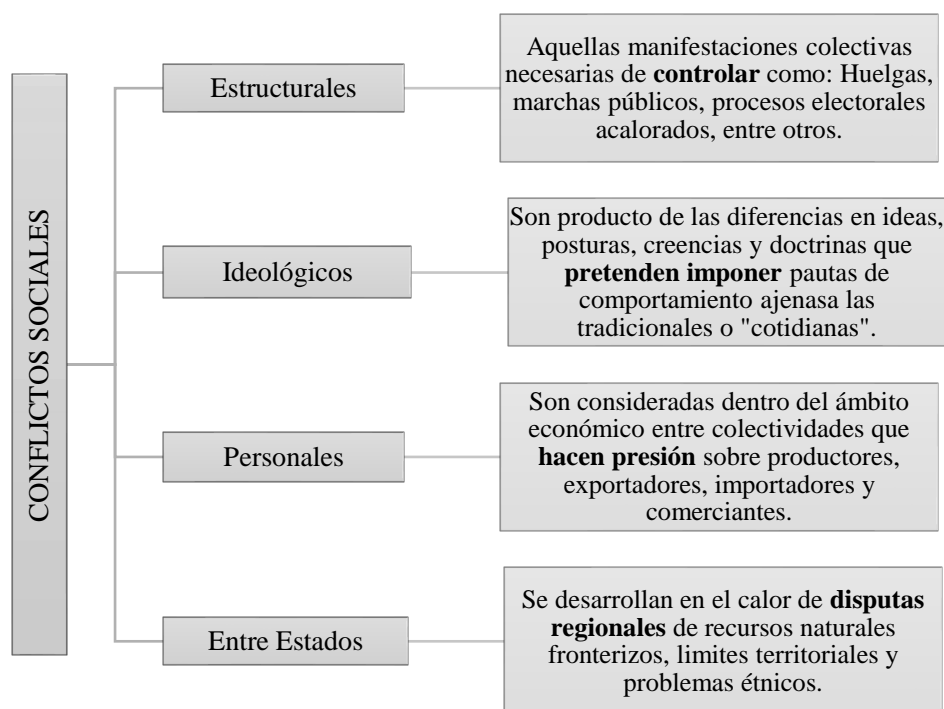 CONFLICTOS SOCIALES
Estructurales
Aquellas manifestaciones colectivas
necesarias de controlar como: Huelgas,
marchas públicos, procesos electorales
acalorados, entre otros.
Ideológicos
Son producto de las diferencias en ideas,
posturas, creencias y doctrinas que
pretenden imponer pautas de
comportamiento ajenasa las
tradicionales o "cotidianas".
Personales
Son consideradas dentro del ámbito
económico entre colectividades que
hacen presión sobre productores,
exportadores, importadores y
comerciantes.
Entre Estados
Se desarrollan en el calor de disputas
regionales de recursos naturales
fronterizos, limites territoriales y
problemas étnicos.